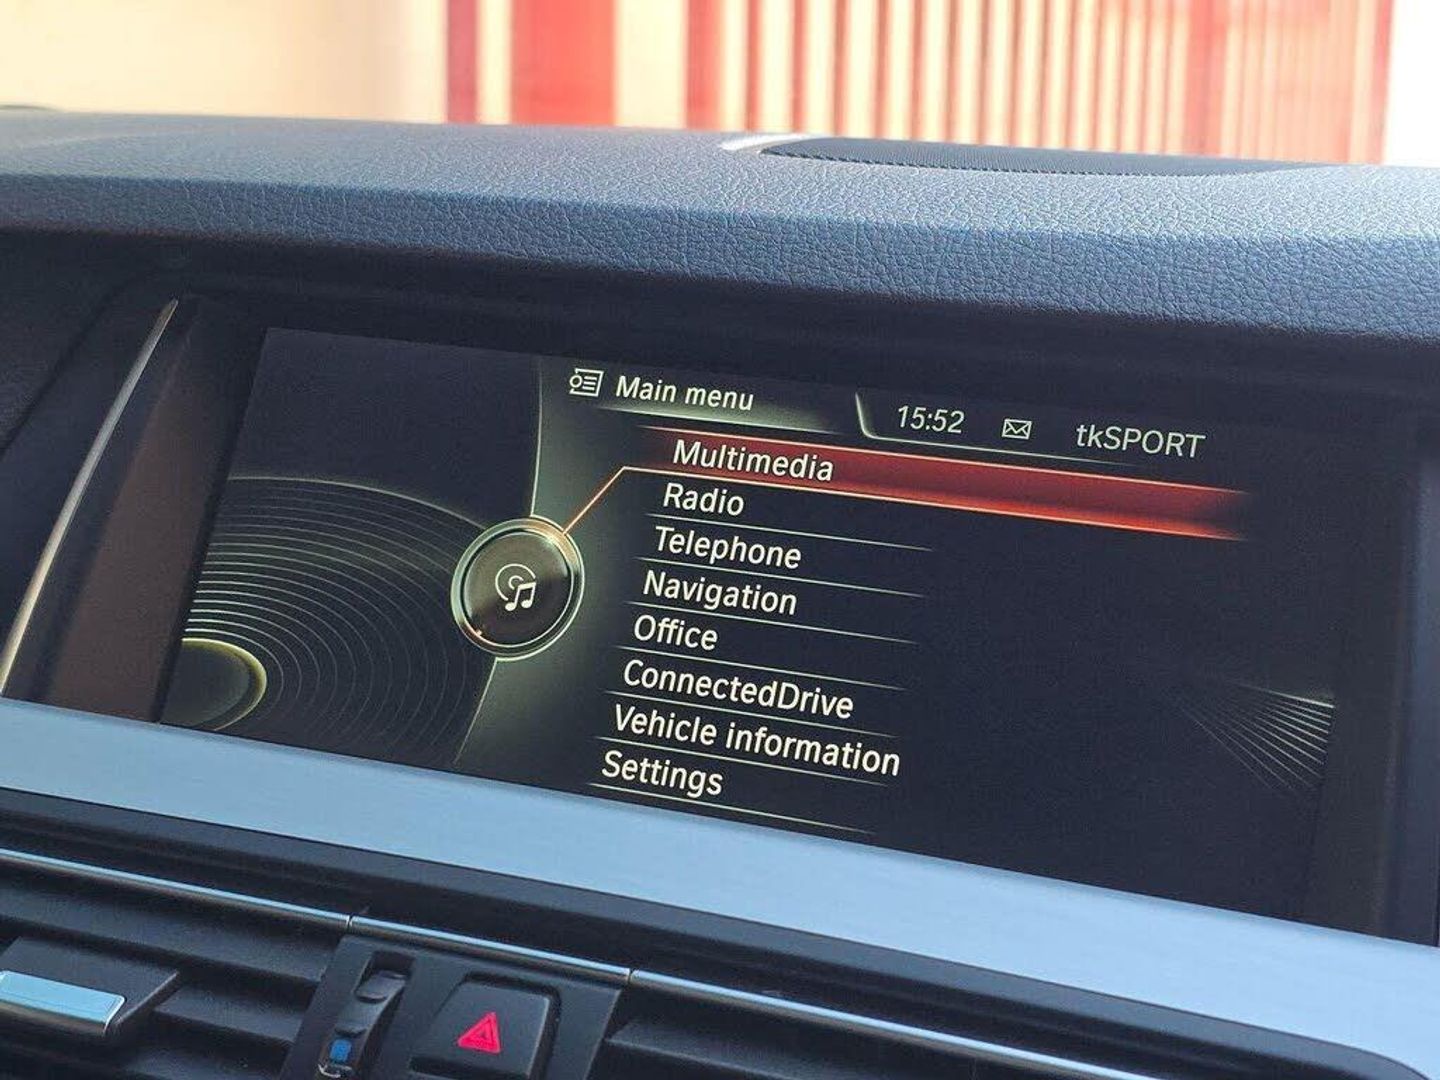 Main menu
15:52 tkSPORT
Multimedia
Radio
Telephone
Navigation
Office
ConnectedDrive
Vehicle information
Settings